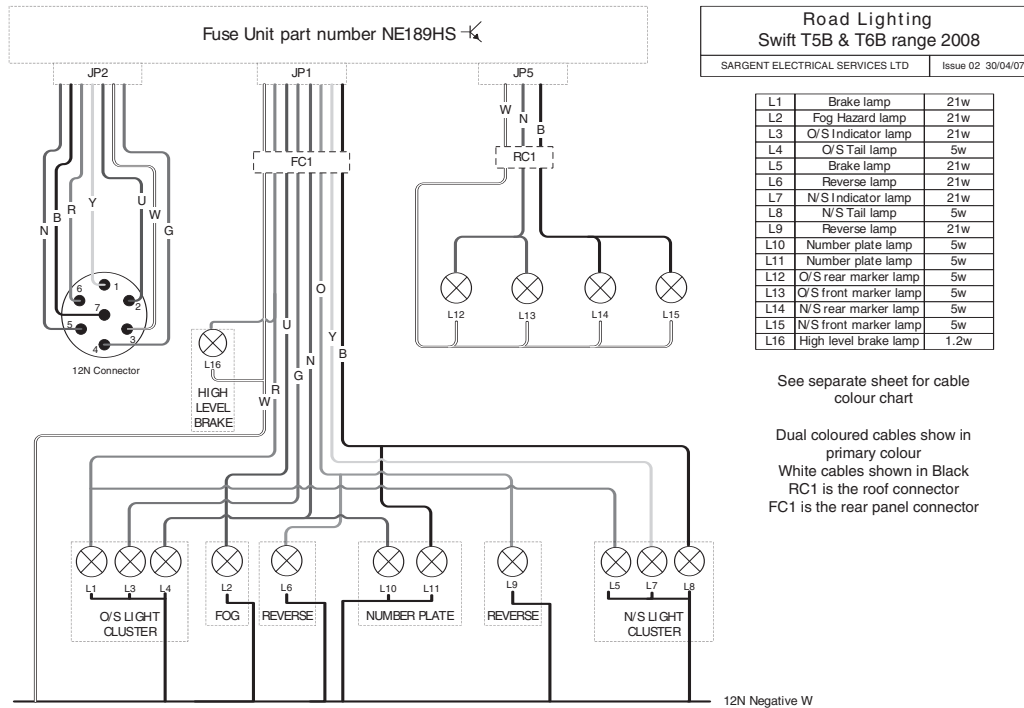 Fuse Unit part number NE189HS
Road Lighting
Swift T5B & T6B range 2008
SARGENT ELECTRICAL SERVICES LTD Issue 02 30/04/07
JP2 JP1 JP5
W N B
FC1 RC1
N B R Y U W G
6 1 7 2 5 3 4
12N Connector
L12 L13 L14 L15
L1 Brake lamp 21w
L2 Fog Hazard lamp 21w
L3 O/S Indicator lamp 21w
L4 O/S Tail lamp 5w
L5 Brake lamp 21w
L6 Reverse lamp 21w
L7 N/S Indicator lamp 21w
L8 N/S Tail lamp 5w
L9 Reverse lamp 21w
L10 Number plate lamp 5w
L11 Number plate lamp 5w
L12 O/S rear marker lamp 5w
L13 O/S front marker lamp 5w
L14 N/S rear marker lamp 5w
L15 N/S front marker lamp 5w
L16 High level brake lamp 1.2w
See separate sheet for cable
colour chart
Dual coloured cables show in
primary colour
White cables shown in Black
RC1 is the roof connector
FC1 is the rear panel connector
L16
HIGH
LEVEL
BRAKE
W R U G N O Y B
L1 L3 L4 L2 L6 L10 L11 L9 L5 L7 L8
O/S LIGHT
CLUSTER
FOG
REVERSE
NUMBER PLATE
REVERSE
N/S LIGHT
CLUSTER
12N Negative W